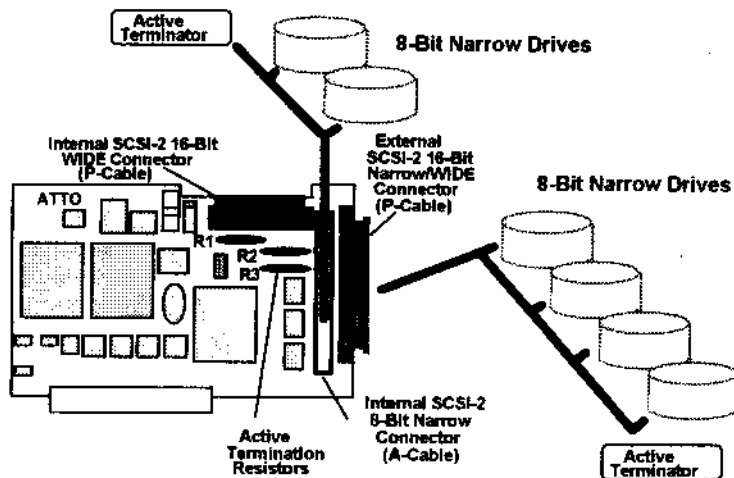 Active
Terminator
8-Bit Narrow Drives
Internal SCSI-2 16-Bit
WIDE Connector
(P-Cable)
External
SCSI-2 16-Bit
Narrow/WIDE
Connector
(P-Cable)
8-Bit Narrow Drives
ATTO
R1
R2
R3
Active
Termination
Resistors
Internal SCSI-2
8-Bit Narrow
Connector
(A-Cable)
Active
Terminator